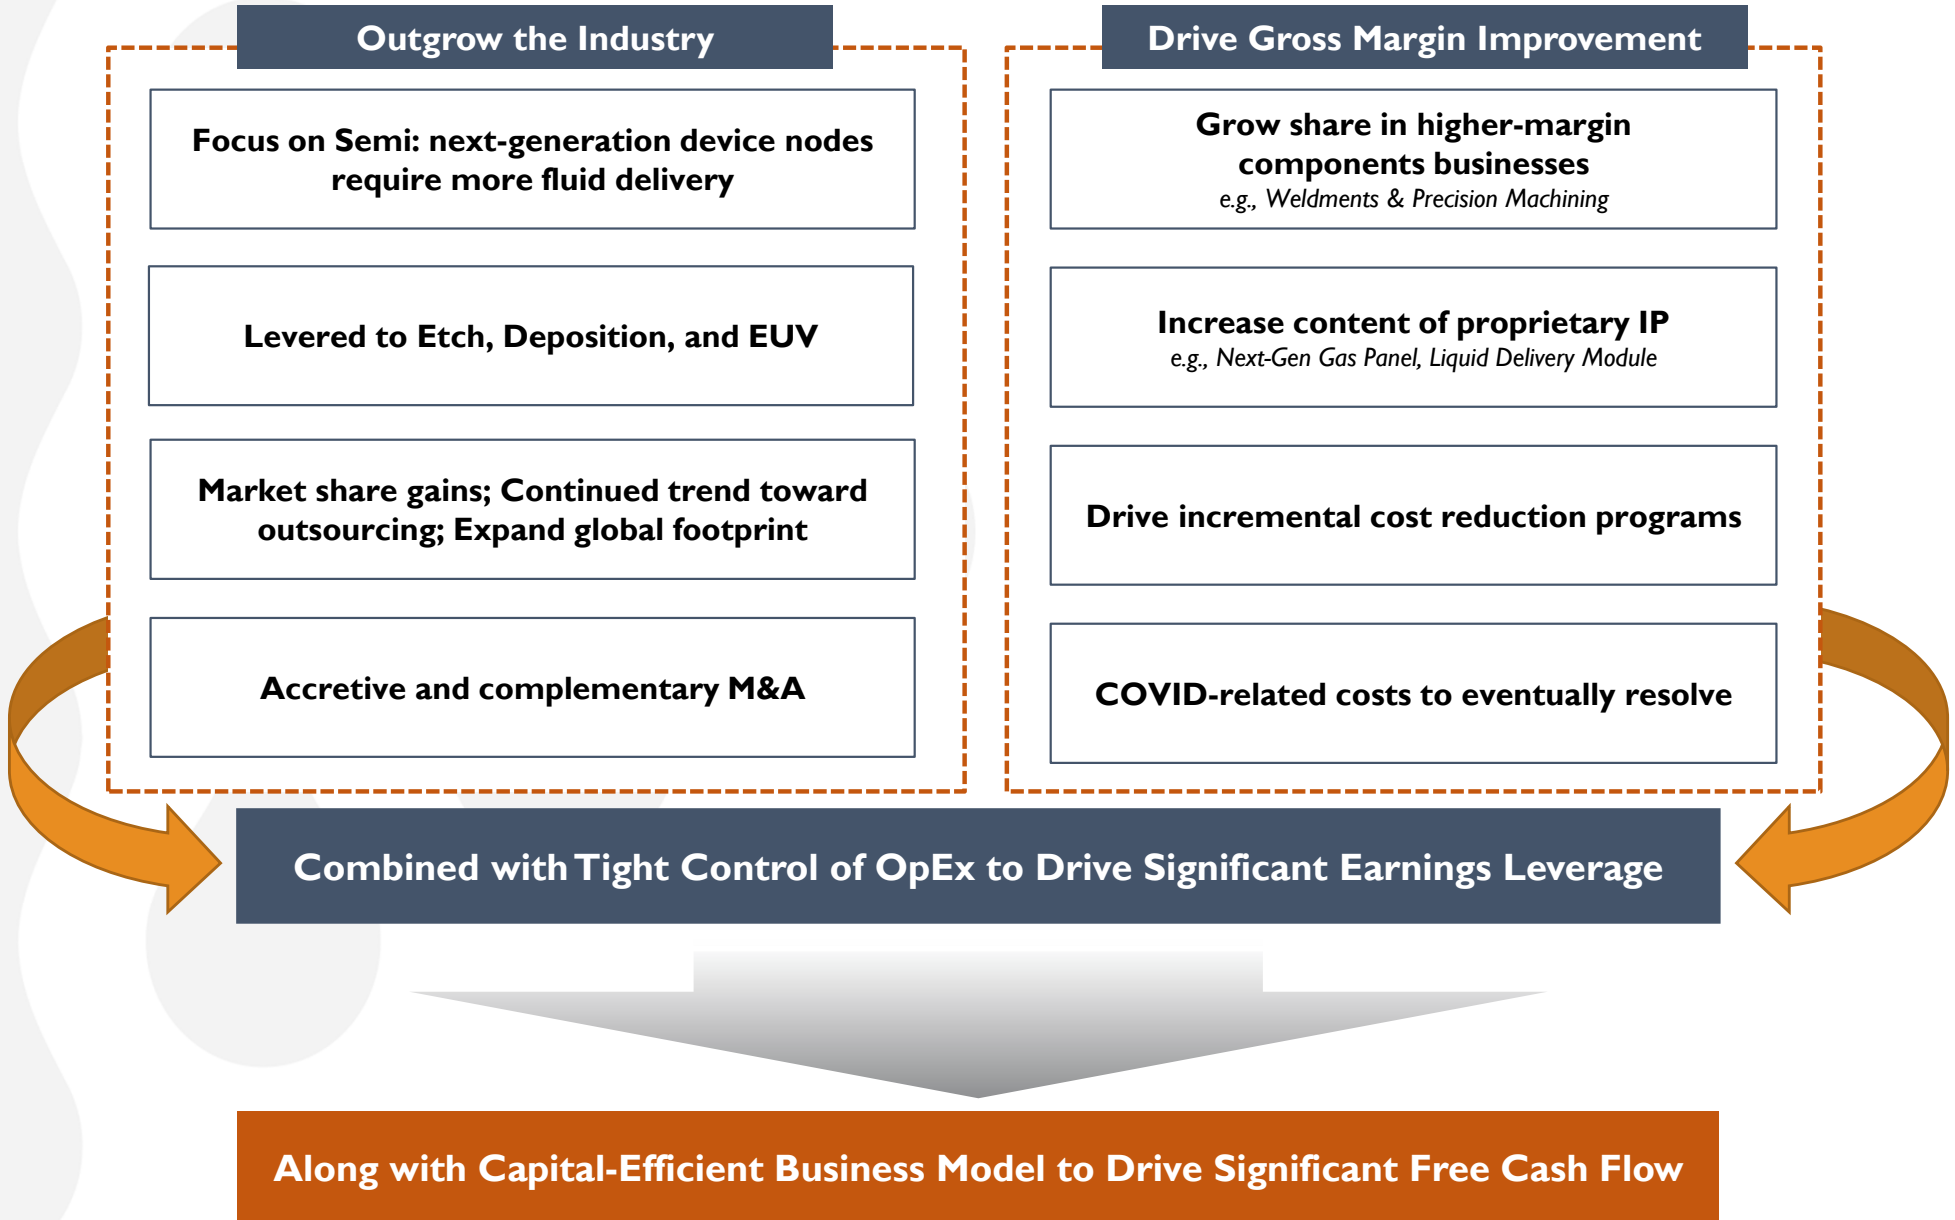 Outgrow the Industry
Focus on Semi: next-generation device nodes
require more fluid delivery
Levered to Etch, Deposition, and EUV
Market share gains; Continued trend toward
outsourcing; Expand global footprint
Accretive and complementary M&A
Drive Gross Margin Improvement
Grow share in higher-margin
components businesses
e.g., Weldments & Precision Machining
Increase content of proprietary IP
e.g., Next-Gen Gas Panel, Liquid Delivery Module
Drive incremental cost reduction programs
COVID-related costs to eventually resolve
Combined with Tight Control of OpEx to Drive Significant Earnings Leverage
Along with Capital-Efficient Business Model to Drive Significant Free Cash Flow